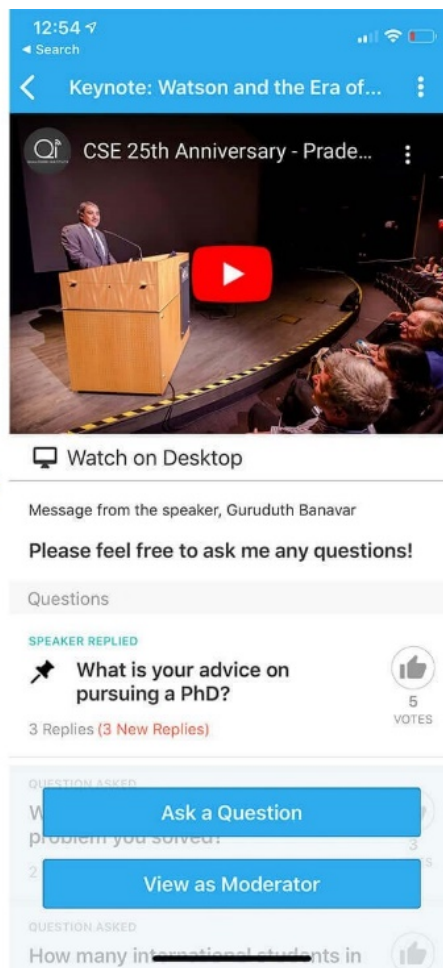 12:54
Search
Keynote: Watson and the Era of...
Qi
CSE 25th Anniversary - Prade...
Watch on Desktop
Message from the speaker, Guruduth Banavar
Please feel free to ask me any questions!
Questions
SPEAKER REPLIED
What is your advice on
pursuing a PhD?
5
VOTES
3 Replies (3 New Replies)
QUESTION ASKED
Ask a Question
problem you solved?
3
2
View as Moderator
QUESTION ASKED
How many international students in